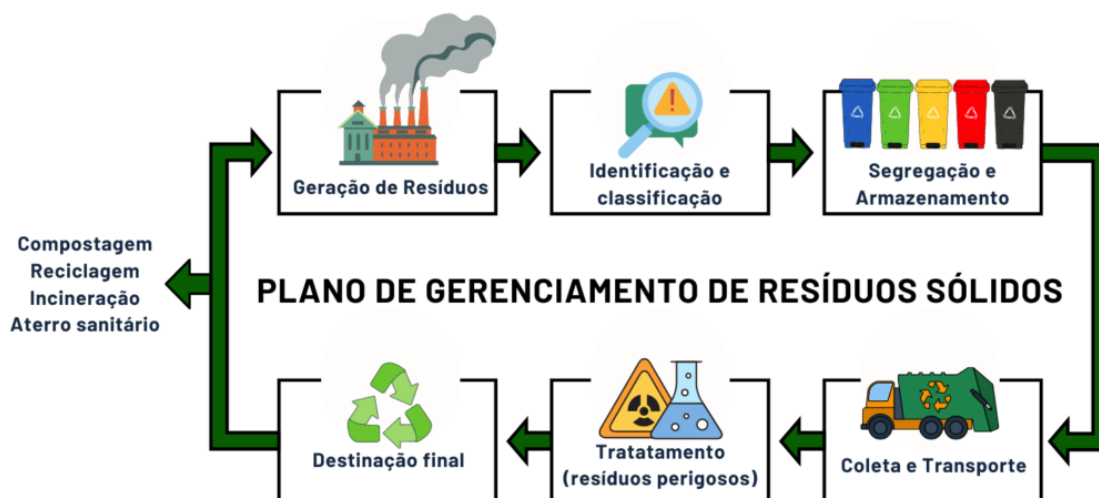 Geração de Resíduos
Identificação e
classificação
Segregação e
Armazenamento
Compostagem
Reciclagem
Incineração
Aterro sanitário
PLANO DE GERENCIAMENTO DE RESÍDUOS SÓLIDOS
Destinação final
Tratatamento
(resíduos perigosos)
Coleta e Transporte